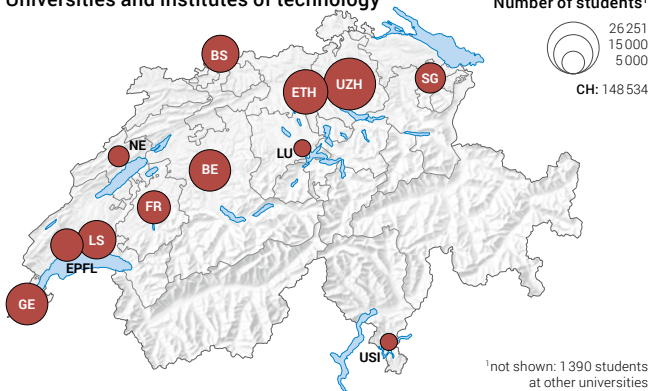 Universities and institutes of technology
Number of students¹
26 251
15 000
5 000
CH: 148 534
BS
SG
UZH
ETH
NE
LU
BE
FR
LS
EPFL
GE
USI
¹not shown: 1 390 students
at other universities